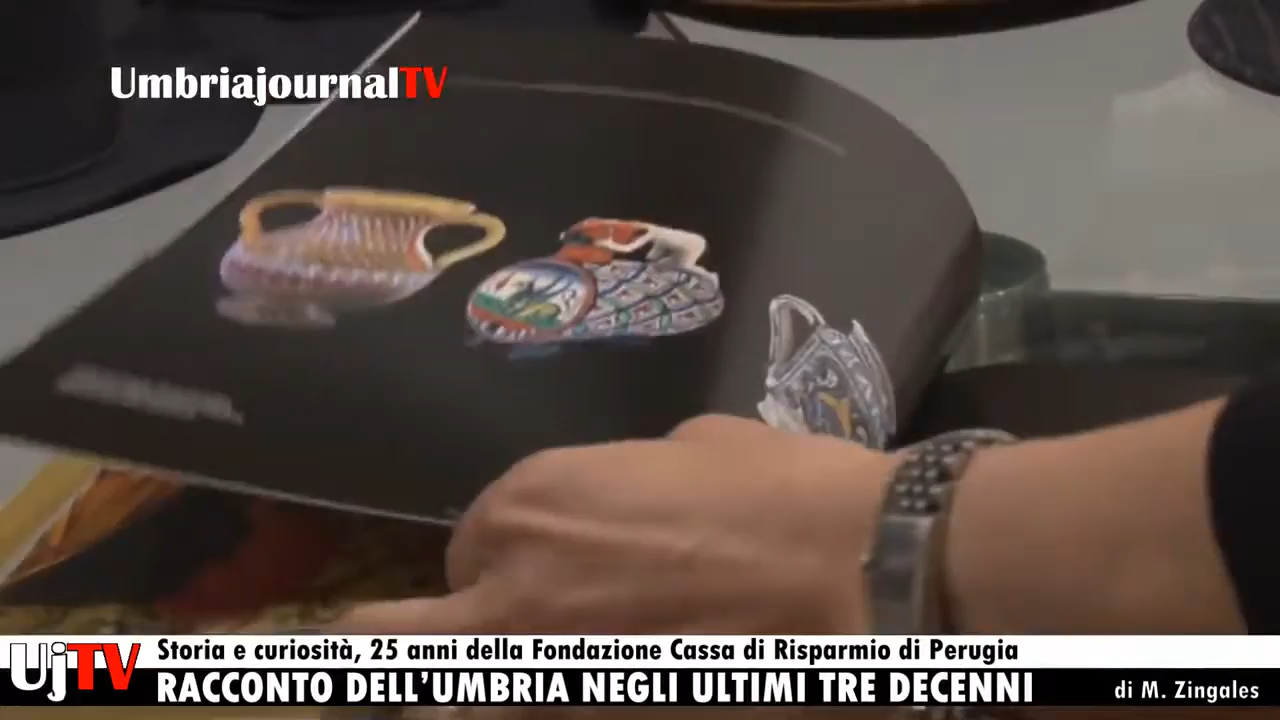 UmbriajournalTV
UjTV
Storia e curiosità, 25 anni della Fondazione Cassa di Risparmio di Perugia
RACCONTO DELL'UMBRIA NEGLI ULTIMI TRE DECENNI
di M. Zingales